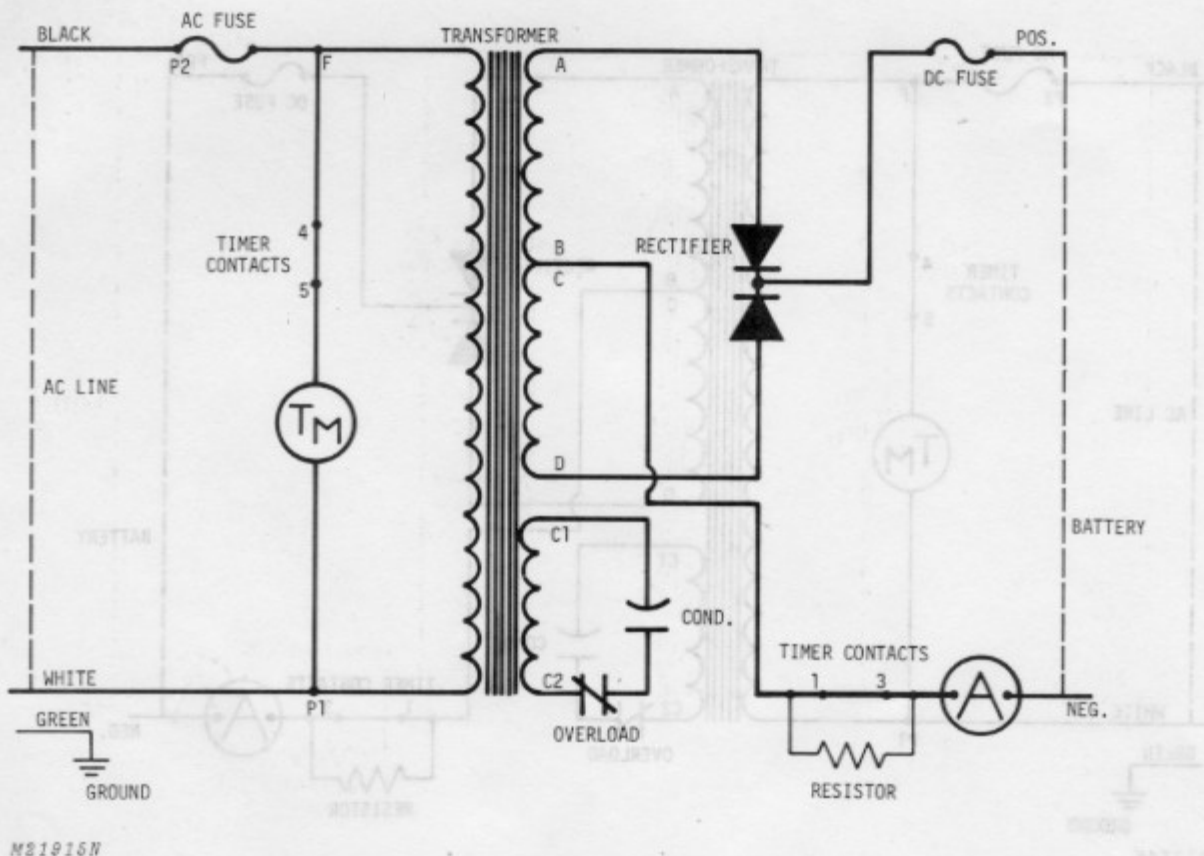 AC FUSE
BLACK
P2
F
TRANSFORMER
A
POS.
DC FUSE
4
TIMER
CONTACTS
5
B
C
RECTIFIER
AC LINE
TM
D
C1
BATTERY
COND.
TIMER CONTACTS
WHITE
C2
1
3
A
P1
NEG.
GREEN
OVERLOAD
GROUND
RESISTOR
M21915N